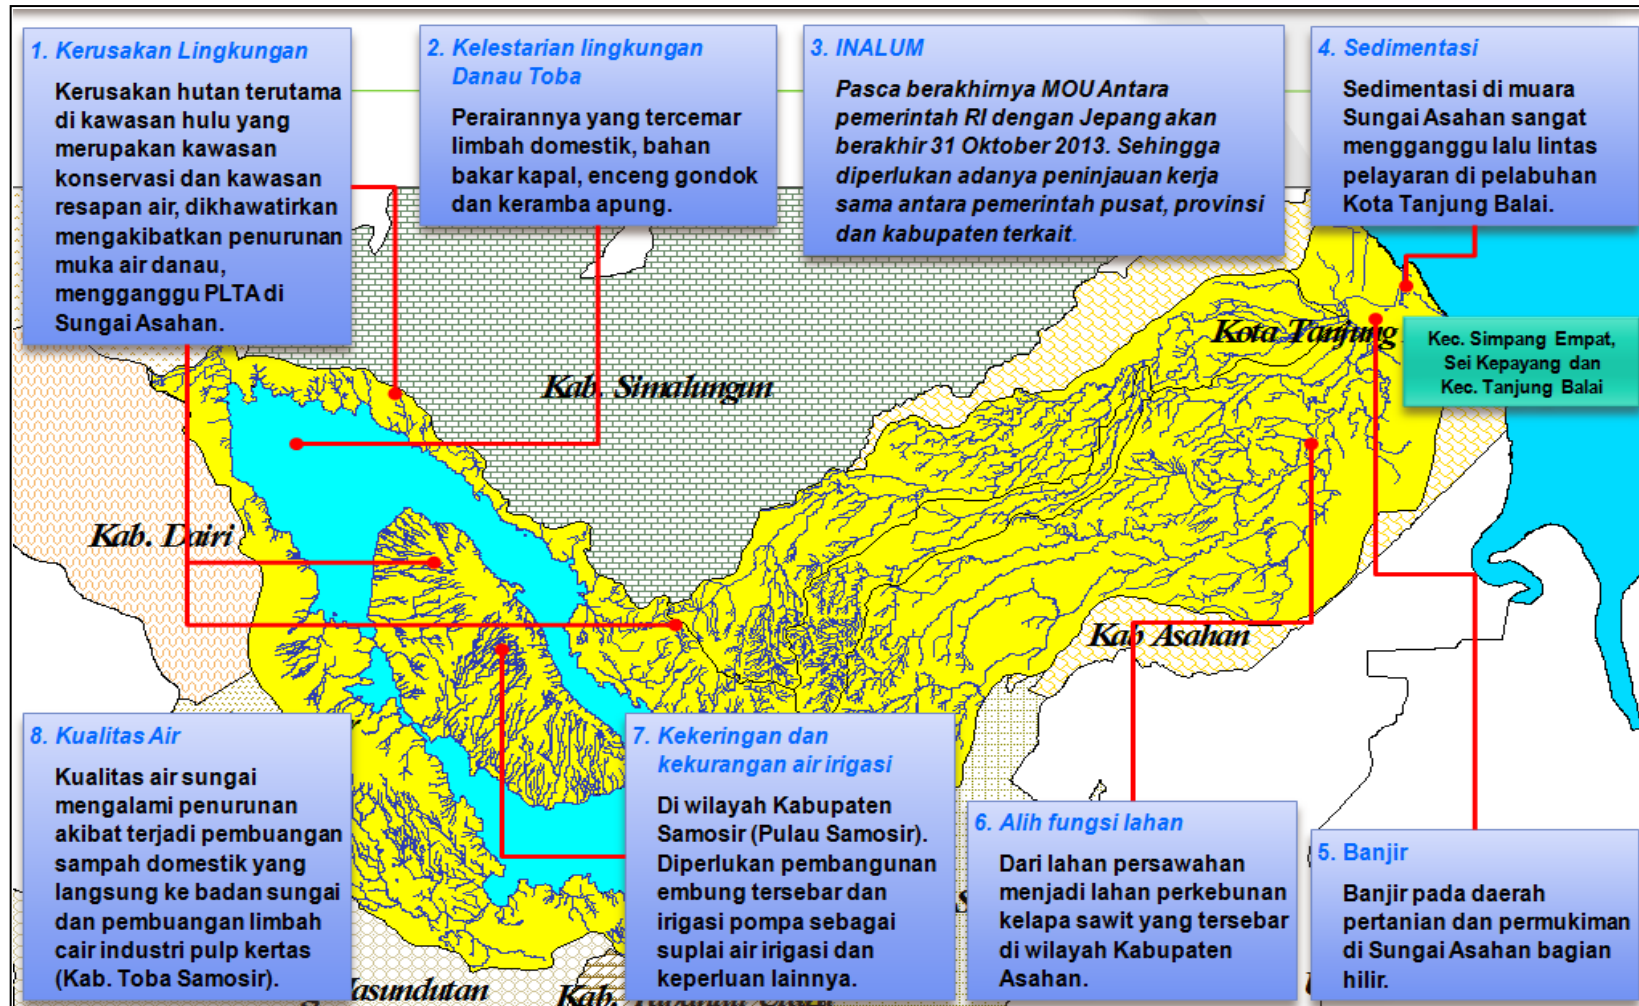 1. Kerusakan Lingkungan
Kerusakan hutan terutama
di kawasan hulu yang
merupakan kawasan
konservasi dan kawasan
resapan air, dikhawatirkan
mengakibatkan penurunan
muka air danau,
mengganggu PLTA di
Sungai Asahan.
2. Kelestarian lingkungan
Danau Toba
Perairannya yang tercemar
limbah domestik, bahan
bakar kapal, enceng gondok
dan keramba apung.
3. INALUM
Pasca berakhirnya MOU Antara
pemerintah RI dengan Jepang akan
berakhir 31 Oktober 2013. Sehingga
diperlukan adanya peninjauan kerja
sama antara pemerintah pusat, provinsi
dan kabupaten terkait.
4. Sedimentasi
Sedimentasi di muara
Sungai Asahan sangat
mengganggu lalu lintas
pelayaran di pelabuhan
Kota Tanjung Balai.
Kota Tanjung
Kec. Simpang Empat,
Sei Kepayang dan
Kec. Tanjung Balai
Kab. Simalungun
Kab. Dairi
Kab Asahan
8. Kualitas Air
Kualitas air sungai
mengalami penurunan
akibat terjadi pembuangan
sampah domestik yang
langsung ke badan sungai
dan pembuangan limbah
cair industri pulp kertas
(Kab. Toba Samosir).
7. Kekeringan dan
kekurangan air irigasi
Di wilayah Kabupaten
Samosir (Pulau Samosir).
Diperlukan pembangunan
embung tersebar dan
irigasi pompa sebagai
suplai air irigasi dan
keperluan lainnya.
6. Alih fungsi lahan
Dari lahan persawahan
menjadi lahan perkebunan
kelapa sawit yang tersebar
di wilayah Kabupaten
Asahan.
5. Banjir
Banjir pada daerah
pertanian dan permukiman
di Sungai Asahan bagian
hilir.
Kab.